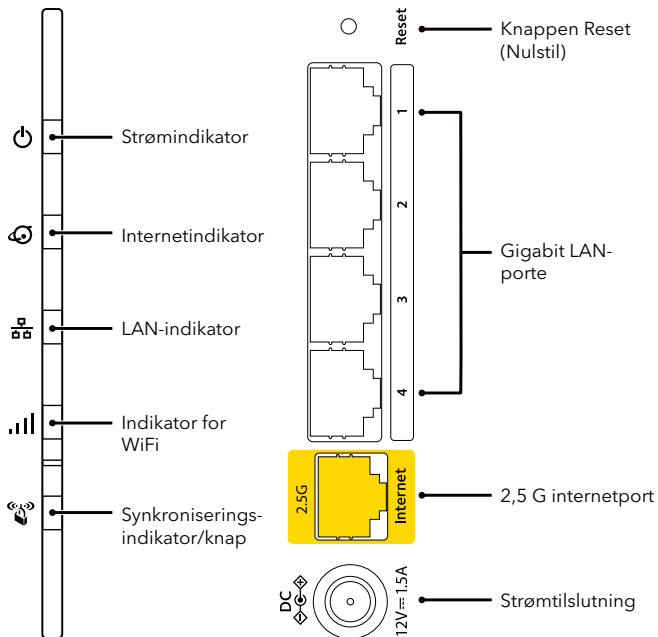 Strømindikator
Internetindikator
LAN-indikator
Indikator for
WiFi
Synkroniserings-
indikator/knap
Reset
1
2
3
4
2.5G
Internet
DC
12V⎓1.5A
Knappen Reset
(Nulstil)
Gigabit LAN-
porte
2,5 G internetport
Strømtilslutning